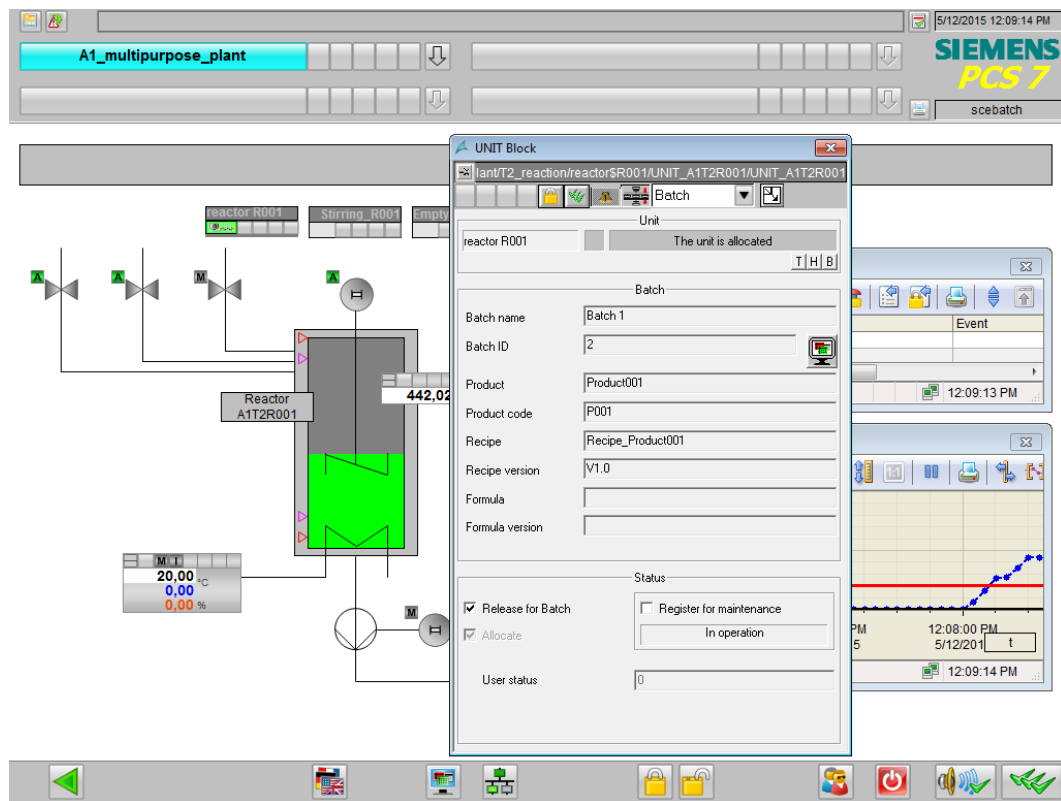 5/12/2015 12:09:14 PM
A1_multipurpose_plant
SIEMENS
PCS 7
scebatch
UNIT Block
lant/T2_reaction/reactor$R001/UNIT_A1T2R001/UNIT_A1T2R001
Batch
Unit
reactor R001
The unit is allocated
T H B
Batch
Batch name
Batch 1
Batch ID
2
Product
Product001
Product code
P001
Recipe
Recipe_Product001
Recipe version
V1.0
Formula
Formula version
Status
Release for Batch
Register for maintenance
Allocate
In operation
User status
0
reactor R001
Stirring_R001
Empty
A
A
M
A
Reactor
A1T2R001
442,02
M I
20,00 °C
0,00
0,00 %
M
Event
12:09:13 PM
1:1
PM
12:08:00 PM
5
5/12/201
t
12:09:14 PM